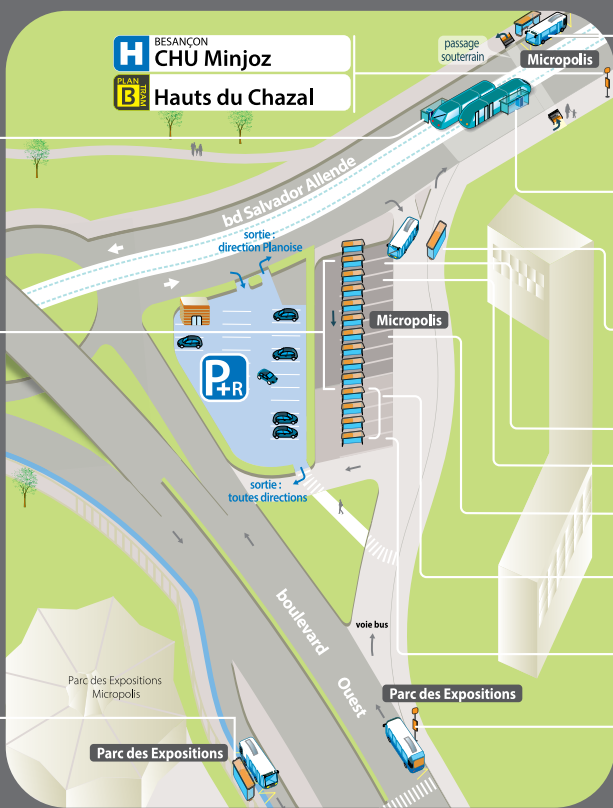 H
BESANÇON
CHU Minjoz
PLAN
B
TRAM
Hauts du Chazal
passage
souterrain
Micropolis
bd Salvador Allende
sortie :
direction Planoise
Micropolis
P+R
sortie :
toutes directions
boulevard
Ouest
voie bus
Parc des Expositions
Micropolis
Parc des Expositions
Parc des Expositions